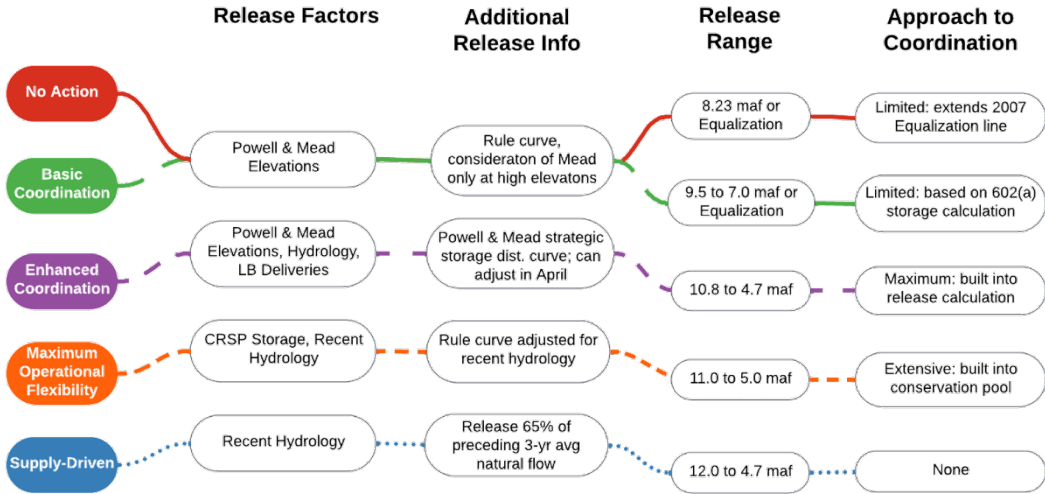 Release Factors
Additional
Release Info
Release
Range
Approach to
Coordination
No Action
Basic
Coordination
Powell & Mead
Elevations
Rule curve,
consideraton of Mead
only at high elevatons
8.23 maf or
Equalization
Limited: extends 2007
Equalization line
9.5 to 7.0 maf or
Equalization
Limited: based on 602(a)
storage calculation
Enhanced
Coordination
Powell & Mead
Elevations, Hydrology,
LB Deliveries
Powell & Mead strategic
storage dist. curve; can
adjust in April
10.8 to 4.7 maf
Maximum: built into
release calculation
Maximum
Operational
Flexibility
CRSP Storage, Recent
Hydrology
Rule curve adjusted for
recent hydrology
11.0 to 5.0 maf
Extensive: built into
conservation pool
Supply-Driven
Recent Hydrology
Release 65% of
preceding 3-yr avg
natural flow
12.0 to 4.7 maf
None